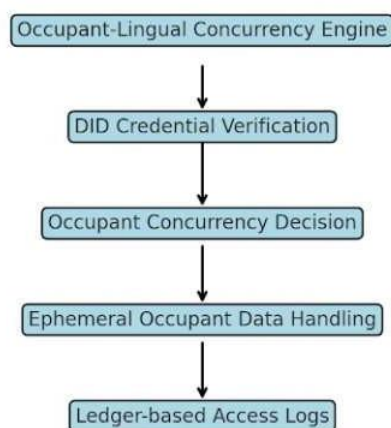 Occupant-Lingual Concurrency Engine
DID Credential Verification
Occupant Concurrency Decision
Ephemeral Occupant Data Handling
Ledger-based Access Logs